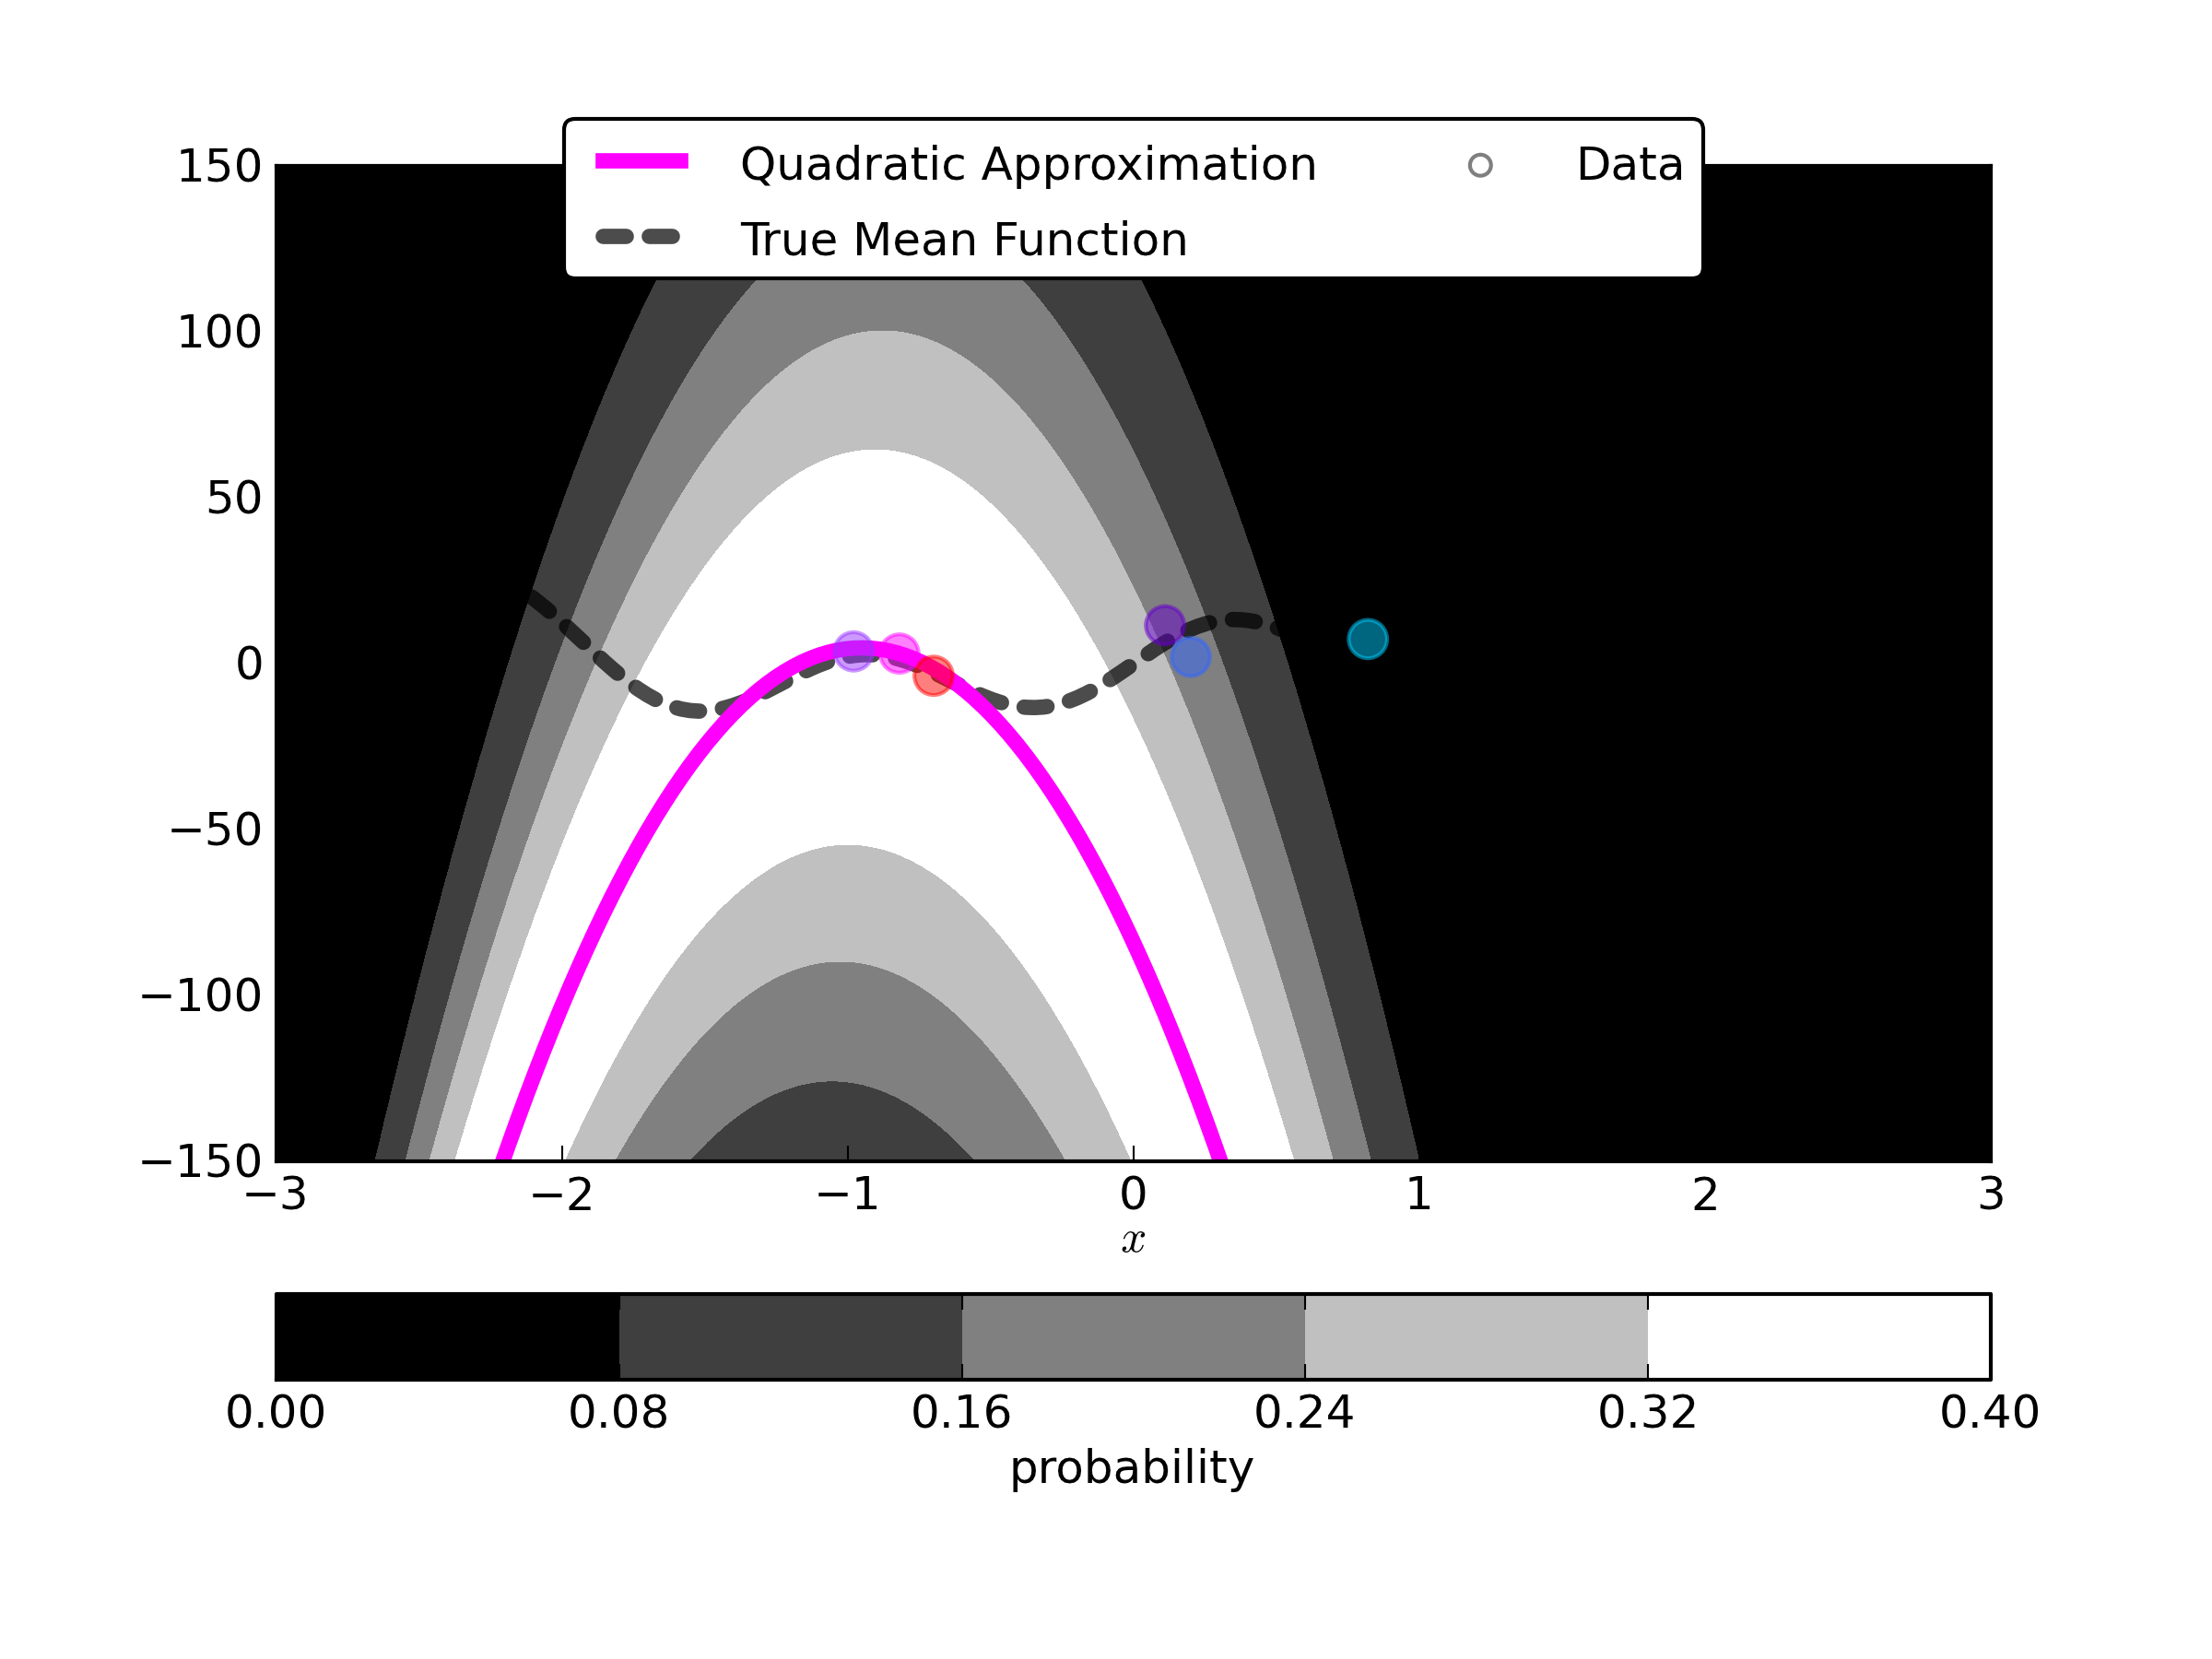 Quadratic Approximation
Data
True Mean Function
150
100
50
0
−50
−100
−150
−3 −2 −1 0 1 2 3
x
0.00 0.08 0.16 0.24 0.32 0.40
probability